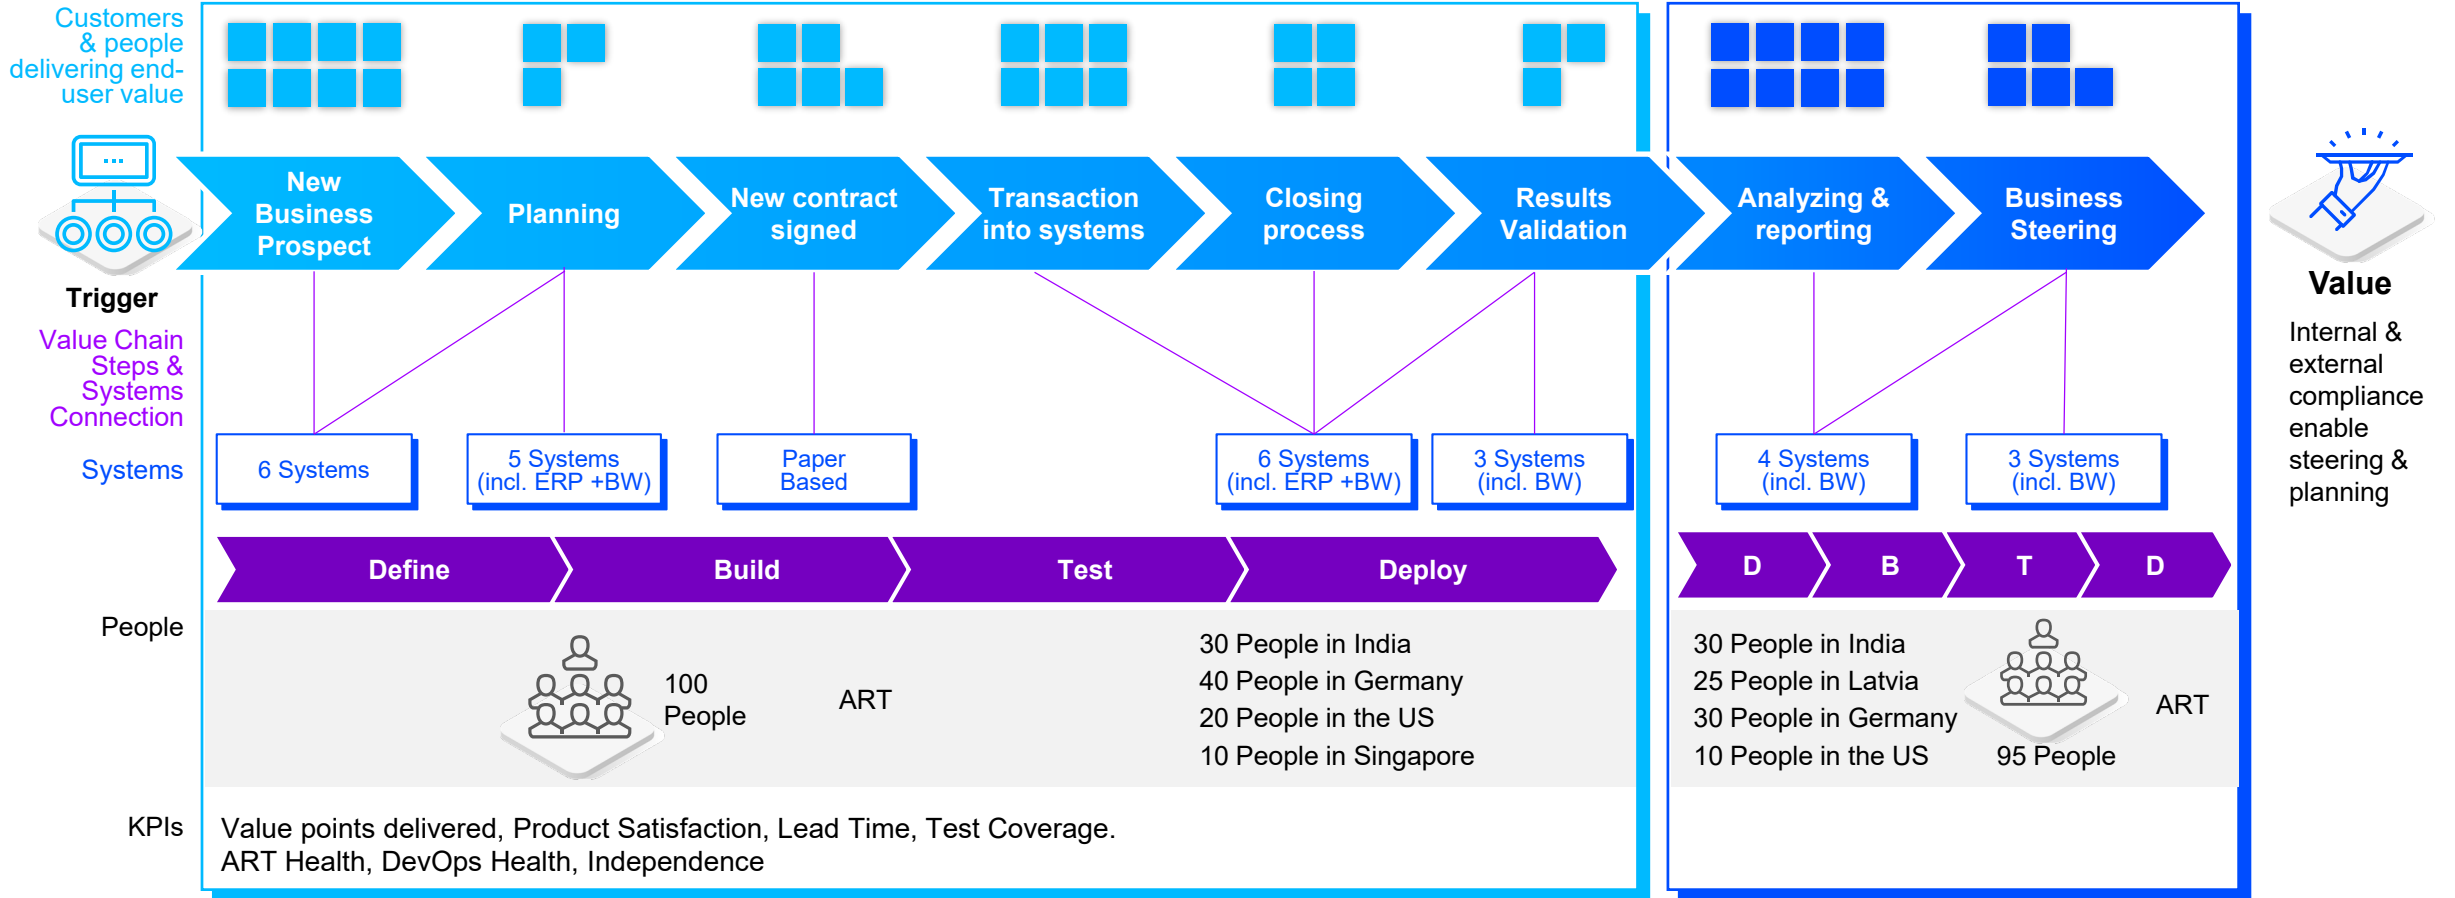 Customers
& people
delivering end-
user value
...
New
Business
Prospect
Planning
New contract
signed
Transaction
into systems
Closing
process
Results
Validation
Analyzing &
reporting
Business
Steering
Trigger
Value
Internal &
external
compliance
enable
steering &
planning
Value Chain
Steps &
Systems
Connection
Systems
6 Systems
5 Systems
(incl. ERP +BW)
Paper
Based
6 Systems
(incl. ERP +BW)
3 Systems
(incl. BW)
4 Systems
(incl. BW)
3 Systems
(incl. BW)
Define
Build
Test
Deploy
D
B
T
D
People
100
People
ART
30 People in India
40 People in Germany
20 People in the US
10 People in Singapore
30 People in India
25 People in Latvia
30 People in Germany
10 People in the US
95 People
ART
KPIs
Value points delivered, Product Satisfaction, Lead Time, Test Coverage.
ART Health, DevOps Health, Independence